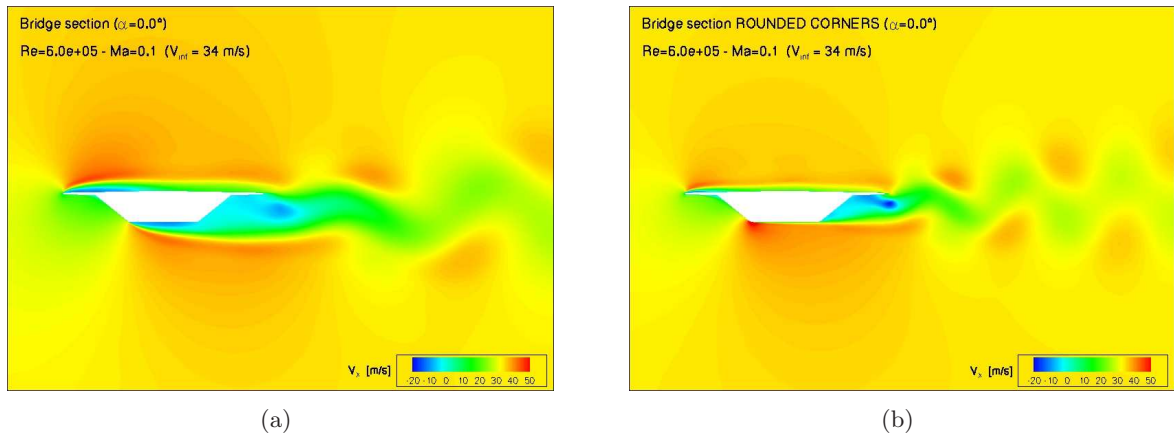 Bridge section (α=0.0°)
Re=6.0e+05 - Ma=0.1 (V_inf = 34 m/s)
V_x [m/s]
-20 -10 0 10 20 30 40 50
(a)
Bridge section ROUNDED CORNERS (α=0.0°)
Re=6.0e+05 - Ma=0.1 (V_inf = 34 m/s)
V_x [m/s]
-20 -10 0 10 20 30 40 50
(b)